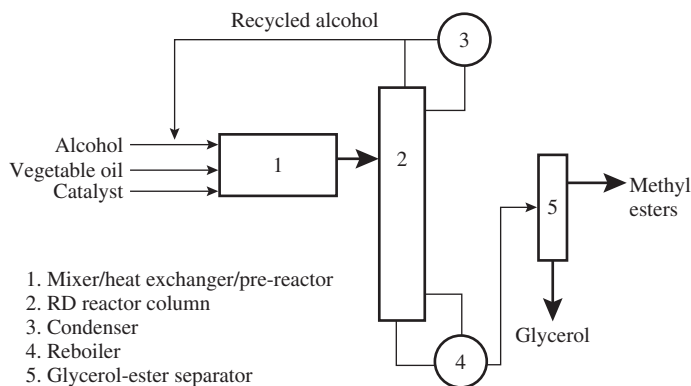 Recycled alcohol
3
Alcohol
Vegetable oil
Catalyst
1
2
5
Methyl
esters
1. Mixer/heat exchanger/pre-reactor
2. RD reactor column
3. Condenser
4. Reboiler
5. Glycerol-ester separator
4
Glycerol